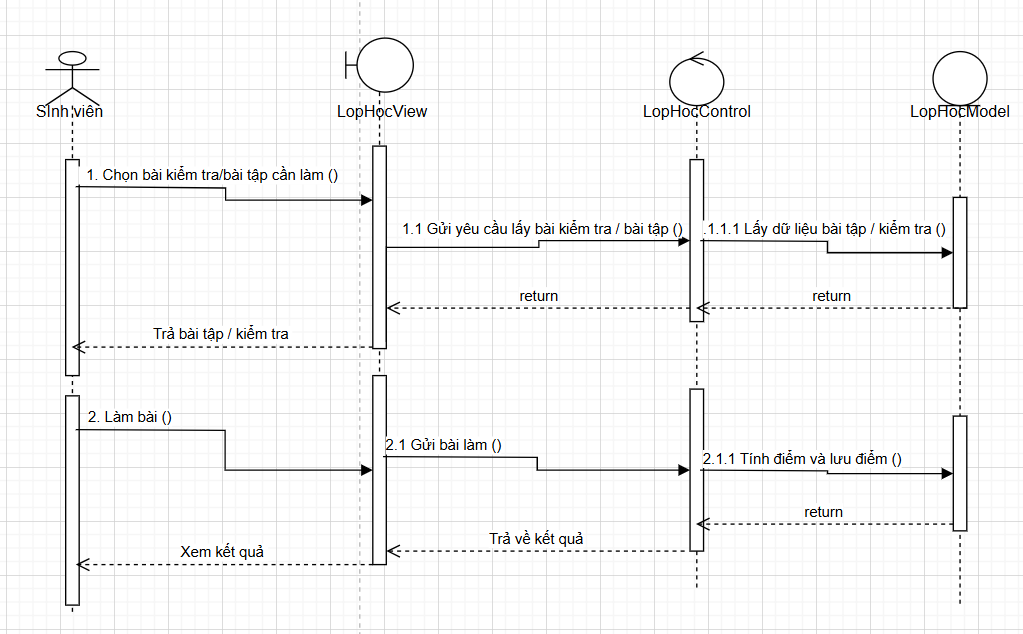 Sinh viên
LopHocView
LopHocControl
LopHocModel
1. Chọn bài kiểm tra/bài tập cần làm ()
1.1 Gửi yêu cầu lấy bài kiểm tra / bài tập ()
.1.1.1 Lấy dữ liệu bài tập / kiểm tra ()
return
return
Trả bài tập / kiểm tra
2. Làm bài ()
2.1 Gửi bài làm ()
2.1.1 Tính điểm và lưu điểm ()
return
Trả về kết quả
Xem kết quả